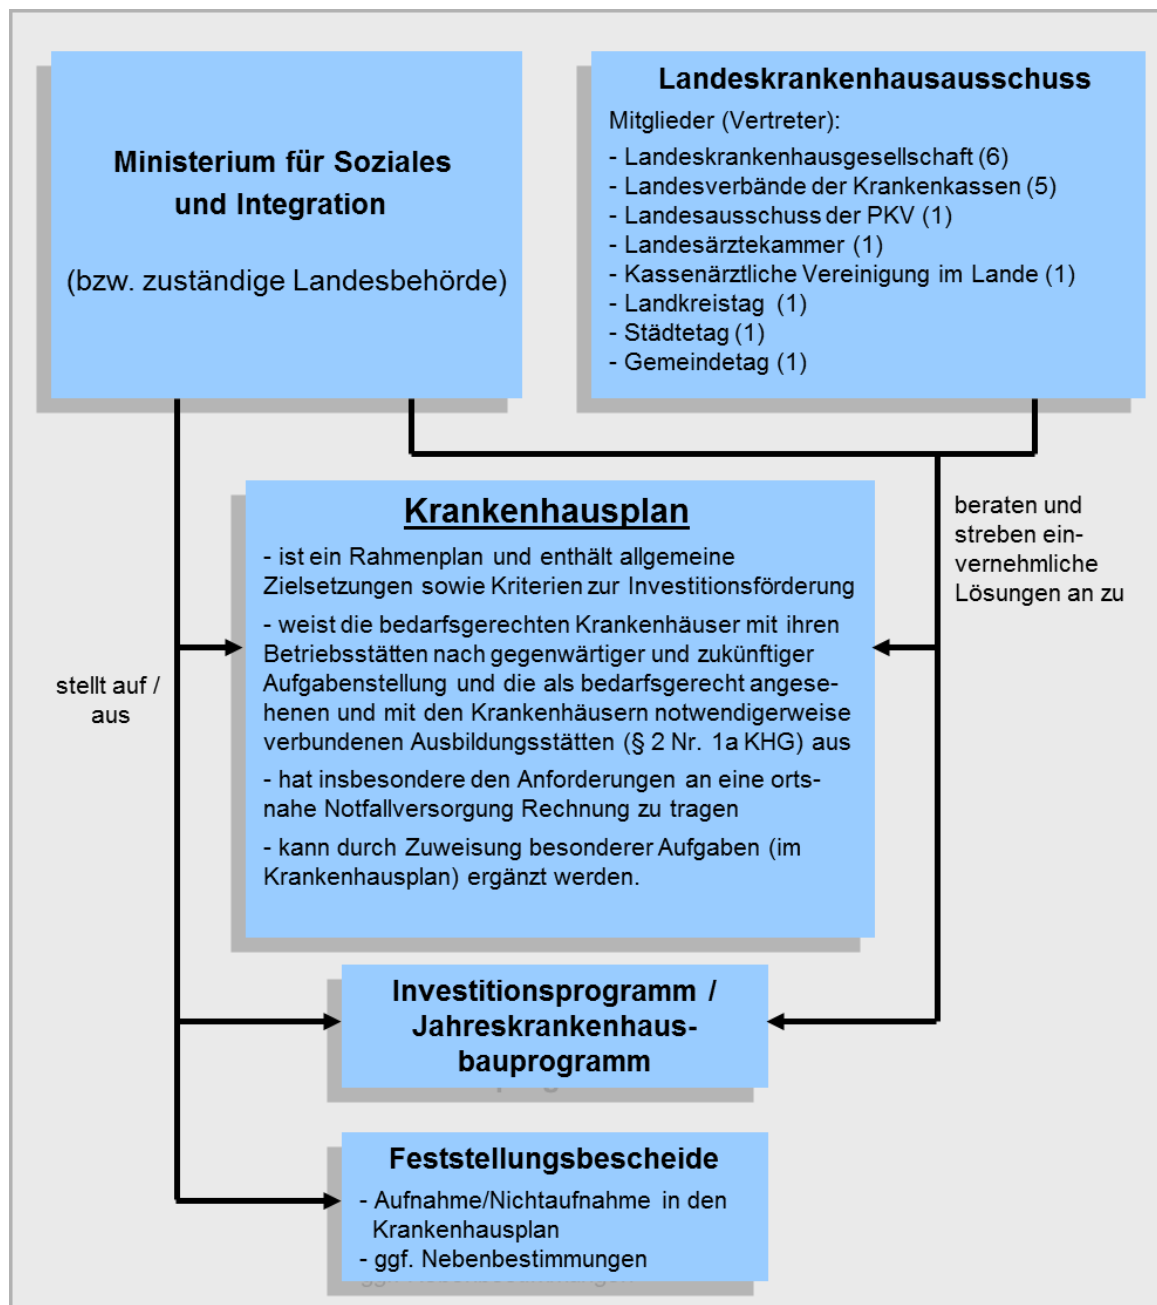 Ministerium für Soziales
und Integration
(bzw. zuständige Landesbehörde)
Landeskrankenhausausschuss
Mitglieder (Vertreter):
- Landeskrankenhausgesellschaft (6)
- Landesverbände der Krankenkassen (5)
- Landesausschuss der PKV (1)
- Landesärztekammer (1)
- Kassenärztliche Vereinigung im Lande (1)
- Landkreistag (1)
- Städtetag (1)
- Gemeindetag (1)
Krankenhausplan
- ist ein Rahmenplan und enthält allgemeine
Zielsetzungen sowie Kriterien zur Investitionsförderung
- weist die bedarfsgerechten Krankenhäuser mit ihren
Betriebsstätten nach gegenwärtiger und zukünftiger
Aufgabenstellung und die als bedarfsgerecht angese-
henen und mit den Krankenhäusern notwendigerweise
verbundenen Ausbildungsstätten (§ 2 Nr. 1a KHG) aus
- hat insbesondere den Anforderungen an eine orts-
nahe Notfallversorgung Rechnung zu tragen
- kann durch Zuweisung besonderer Aufgaben (im
Krankenhausplan) ergänzt werden.
beraten und
streben ein-
vernehmliche
Lösungen an zu
stellt auf /
aus
Investitionsprogramm /
Jahreskrankenhaus-
bauprogramm
Feststellungsbescheide
- Aufnahme/Nichtaufnahme in den
Krankenhausplan
- ggf. Nebenbestimmungen